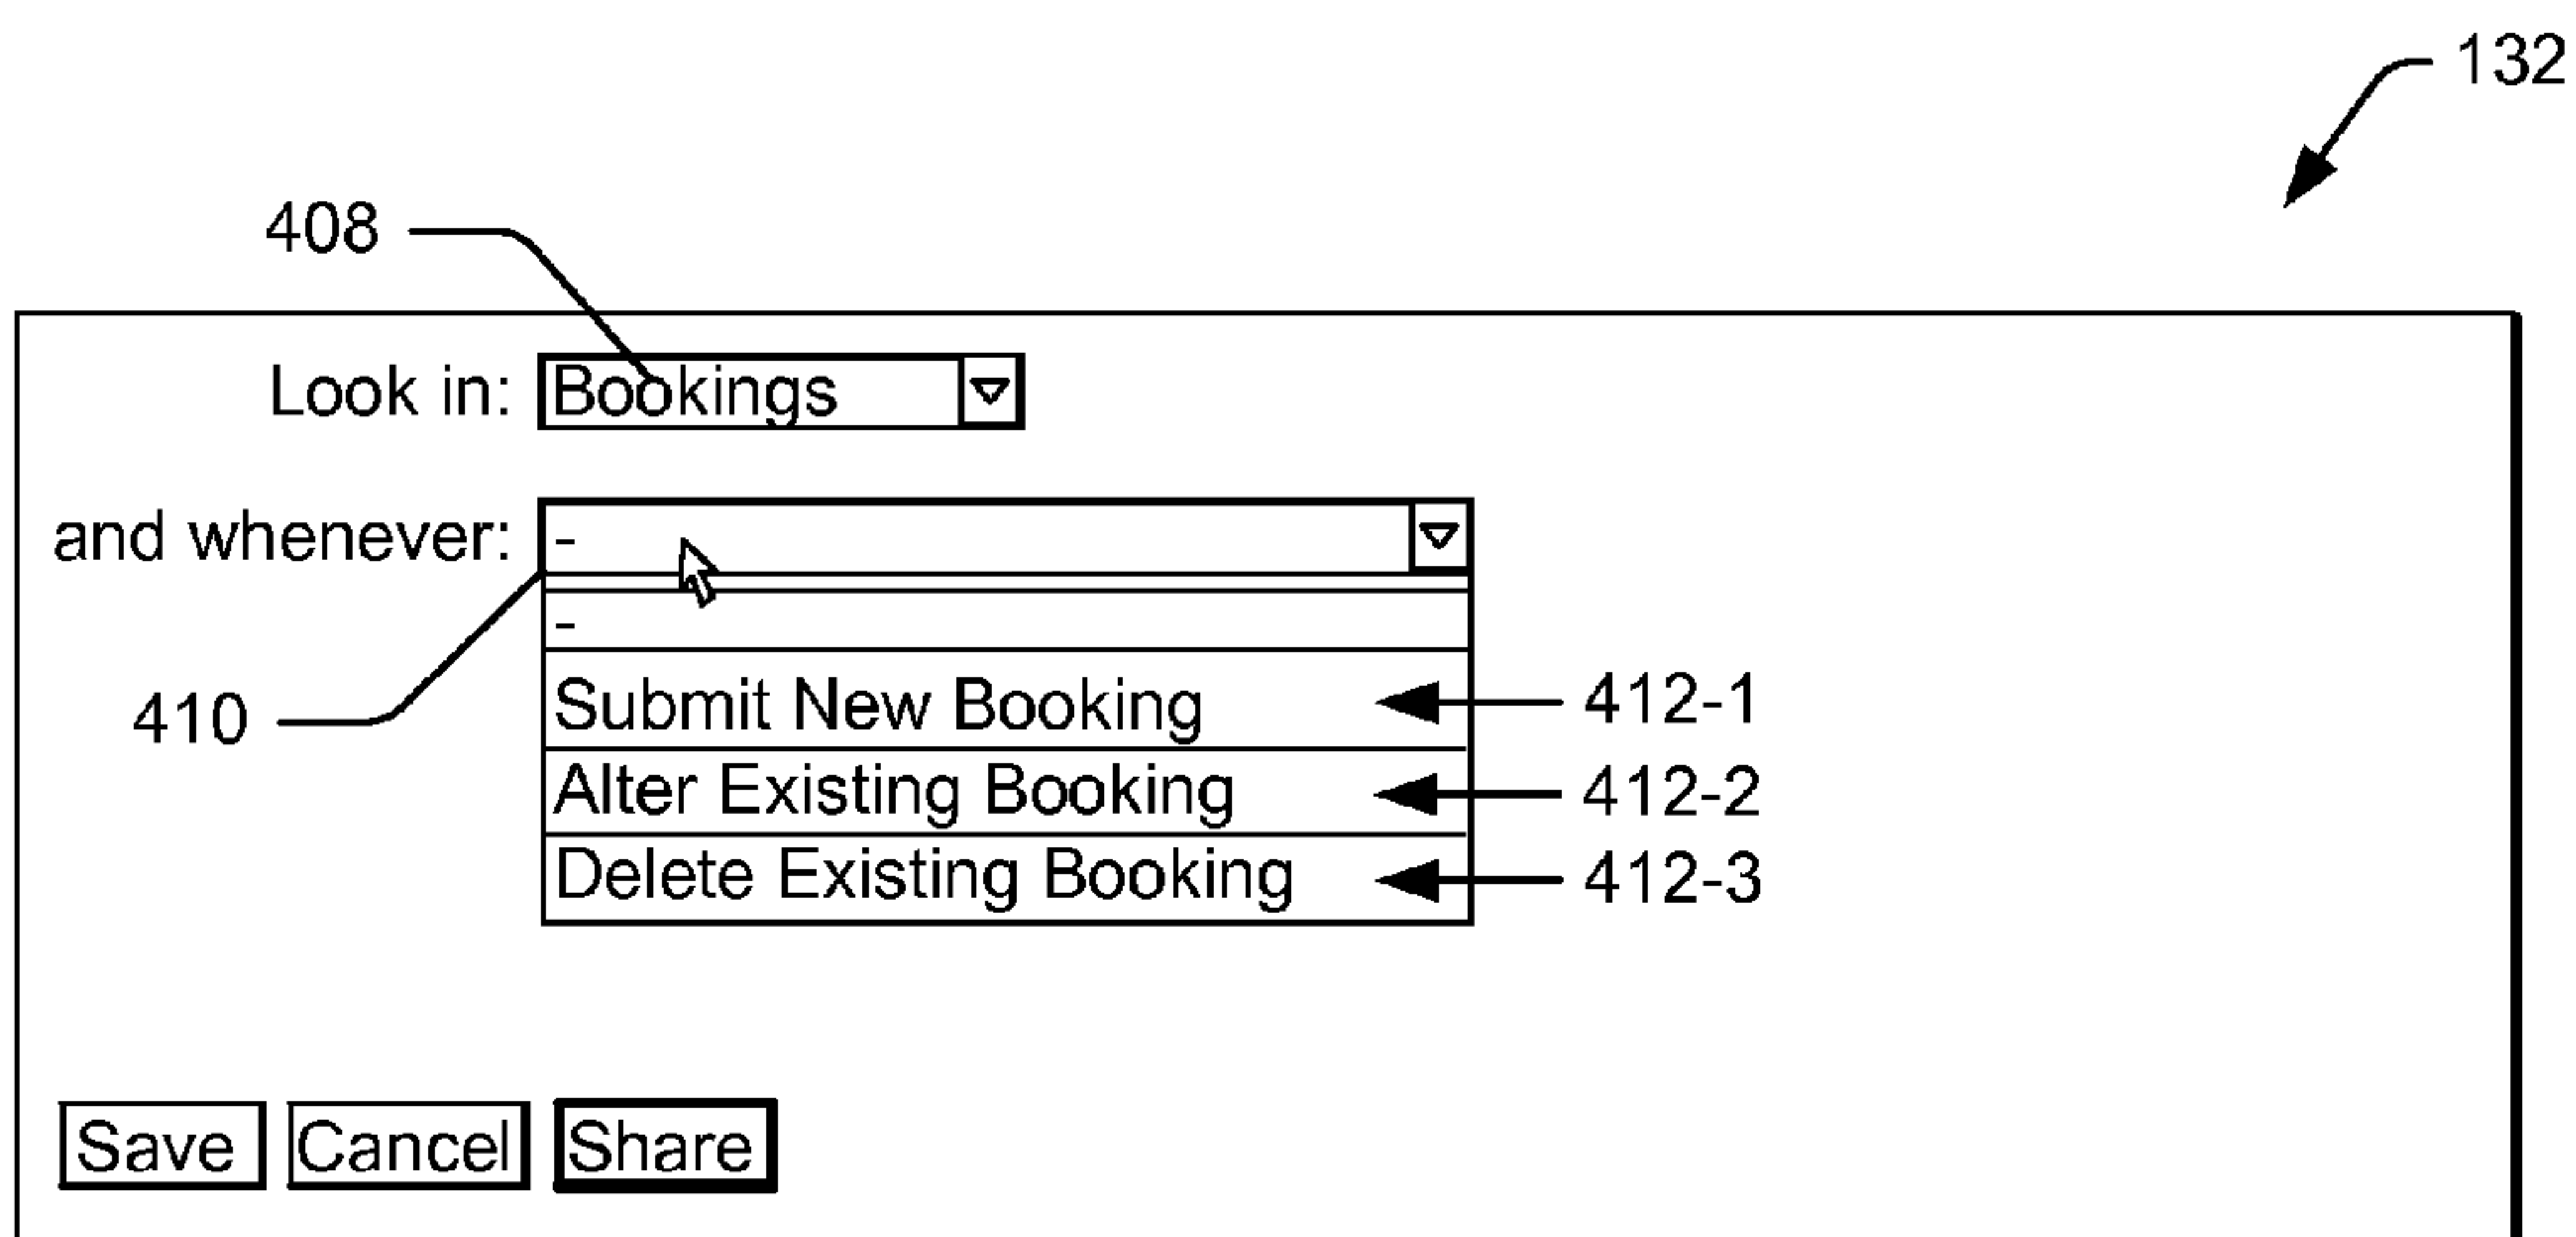 132
408
Look in: Bookings
and whenever: -
-
410
Submit New Booking 412-1
Alter Existing Booking 412-2
Delete Existing Booking 412-3
Save Cancel Share